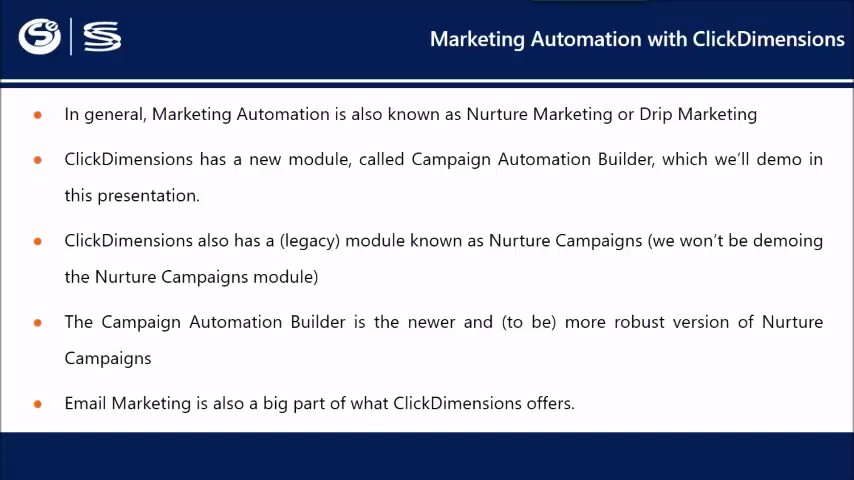 Marketing Automation with ClickDimensions
In general, Marketing Automation is also known as Nurture Marketing or Drip Marketing
ClickDimensions has a new module, called Campaign Automation Builder, which we'll demo in
this presentation.
ClickDimensions also has a (legacy) module known as Nurture Campaigns (we won't be demoing
the Nurture Campaigns module)
The Campaign Automation Builder is the newer and (to be) more robust version of Nurture
Campaigns
Email Marketing is also a big part of what ClickDimensions offers.